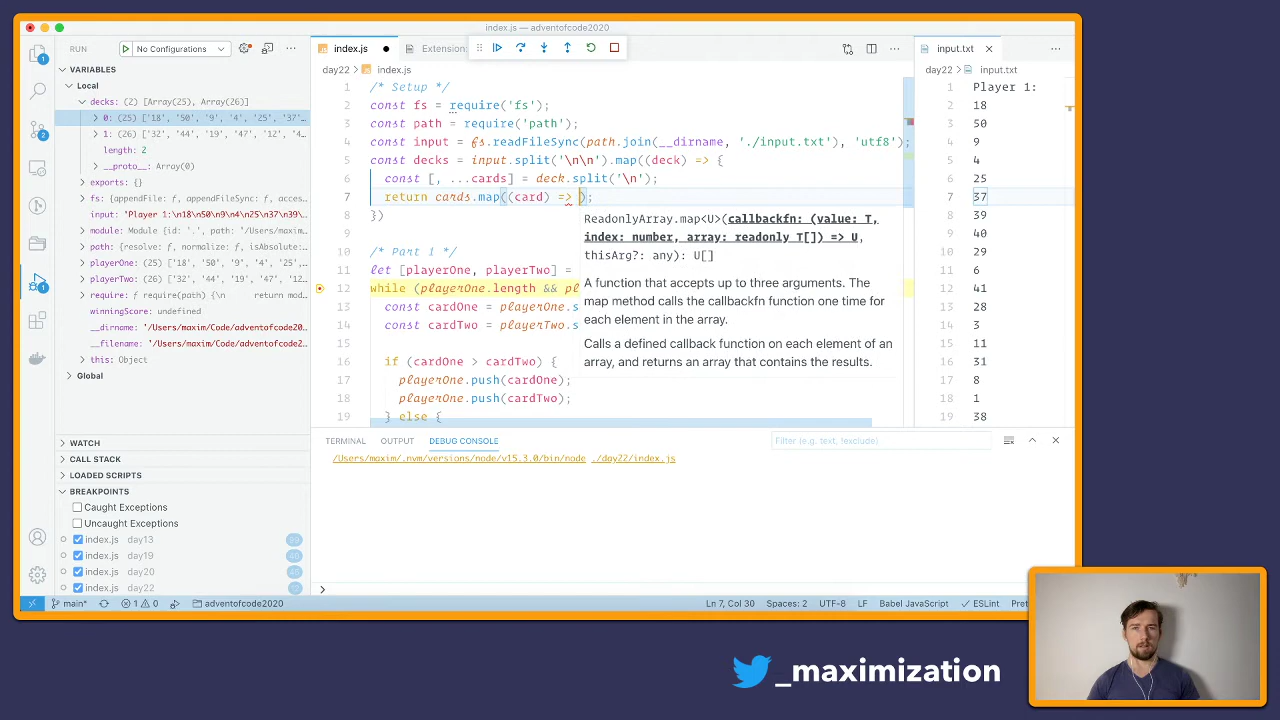 index.js — adventofcode2020
RUN
No Configurations
index.js
Extension:
input.txt
VARIABLES
day22 > index.js
day22 > input.txt
Local
decks: (2) [Array(25), Array(26)]
0: (25) ['18', '50', '9', '4', '25', '37'…
1: (26) ['32', '44', '19', '47', '12', '4…
length: 2
__proto__: Array(0)
exports: {}
fs: {appendFile: ƒ, appendFileSync: ƒ, acces…
input: 'Player 1:\n18\n50\n9\n4\n25\n37\n39\…
module: Module {id: '.', path: '/Users/maxim…
path: {resolve: ƒ, normalize: ƒ, isAbsolute:…
playerOne: (25) ['18', '50', '9', '4', '25'…
playerTwo: (26) ['32', '44', '19', '47', '12…
require: ƒ require(path) {\n      return mod…
winningScore: undefined
__dirname: '/Users/maxim/Code/adventofcode20…
__filename: '/Users/maxim/Code/adventofcode2…
this: Object
Global
1 /* Setup */
2 const fs = require('fs');
3 const path = require('path');
4 const input = fs.readFileSync(path.join(__dirname, './input.txt'), 'utf8')
5 const decks = input.split('\n\n').map((deck) => {
6 const [, ...cards] = deck.split('\n');
7 return cards.map((card) => );
8 })
9
10 /* Part 1 */
11 let [playerOne, playerTwo] =
12 while (playerOne.length && pl
13 const cardOne = playerOne.s
14 const cardTwo = playerTwo.s
15
16 if (cardOne > cardTwo) {
17 playerOne.push(cardOne);
18 playerOne.push(cardTwo);
19 } else {
ReadonlyArray.map<U>(callbackfn: (value: T,
index: number, array: readonly T[]) => U,
thisArg?: any): U[]
A function that accepts up to three arguments. The
map method calls the callbackfn function one time for
each element in the array.
Calls a defined callback function on each element of an
array, and returns an array that contains the results.
1 Player 1:
2 18
3 50
4 9
5 4
6 25
7 37
8 39
9 40
10 29
11 6
12 41
13 28
14 3
15 11
16 31
17 8
18 1
19 38
WATCH
CALL STACK
LOADED SCRIPTS
BREAKPOINTS
Caught Exceptions
Uncaught Exceptions
index.js day13
index.js day19
index.js day20
index.js day22
TERMINAL
OUTPUT
DEBUG CONSOLE
Filter (e.g. text, !exclude)
/Users/maxim/.nvm/versions/node/v15.3.0/bin/node ./day22/index.js
main*
1 0
adventofcode2020
Ln 7, Col 30
Spaces: 2
UTF-8
LF
Babel JavaScript
ESLint
Pret
_maximization